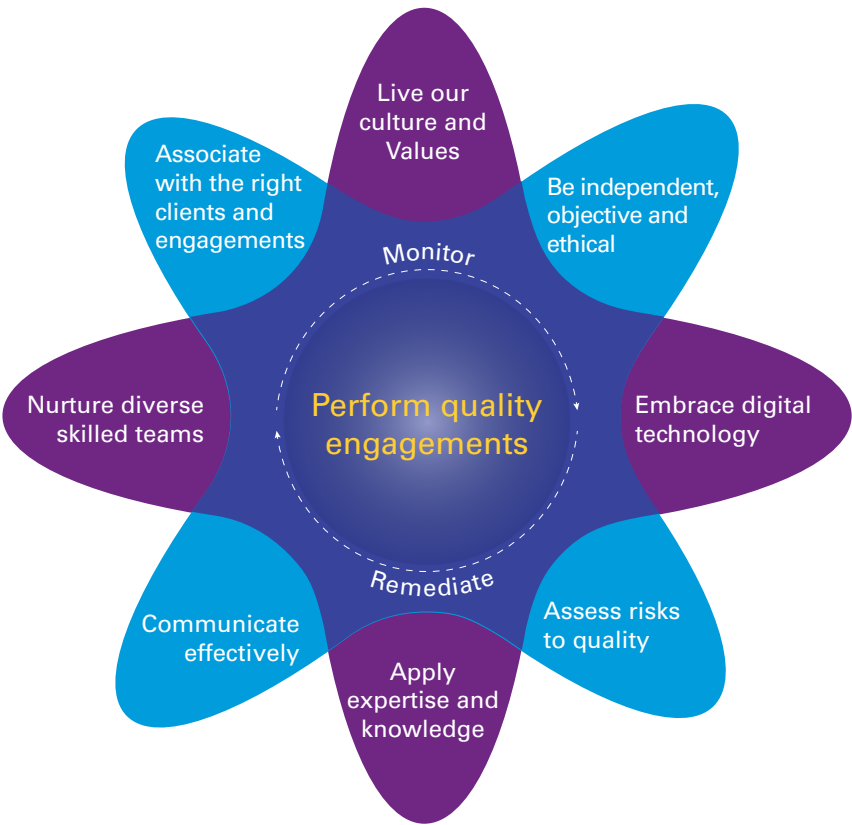 Live our
culture and
Values
Be independent,
objective and
ethical
Embrace digital
technology
Assess risks
to quality
Apply
expertise and
knowledge
Communicate
effectively
Nurture diverse
skilled teams
Associate
with the right
clients and
engagements
Monitor
Perform quality
engagements
Remediate